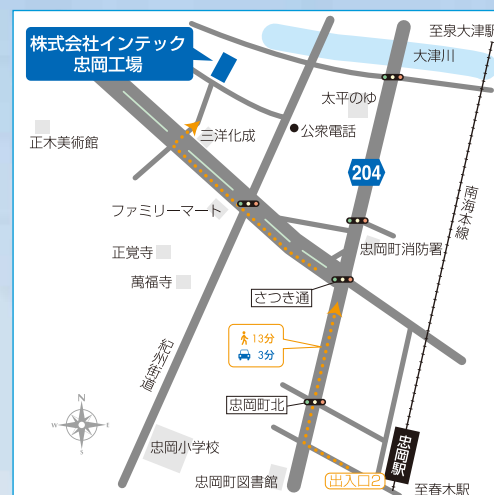 至泉大津駅
株式会社インテック
忠岡工場
大津川
太平のゆ
公衆電話
三洋化成
正木美術館
204
南海本線
ファミリーマート
忠岡町消防署
正覚寺
萬福寺
さつき通
13分
3分
紀州街道
忠岡町北
N
W
E
S
忠岡小学校
忠岡駅
忠岡町図書館
出入口2
至春木駅